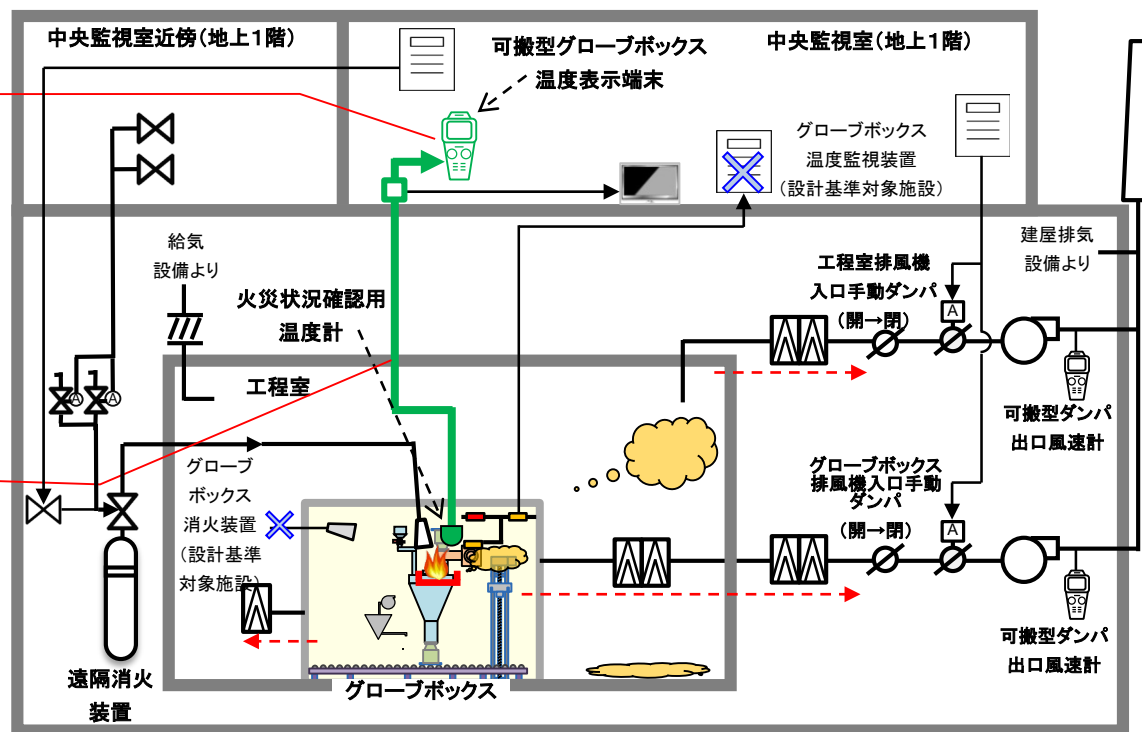 中央監視室近傍(地上1階)
可搬型グローブボックス
温度表示端末
中央監視室(地上1階)
グローブボックス
温度監視装置
(設計基準対象施設)
給気
設備より
火災状況確認用
温度計
工程室排風機
入口手動ダンパ
(開→閉)
建屋排気
設備より
A
工程室
A
A
可搬型ダンパ
出口風速計
グローブ
ボックス
消火装置
(設計基準
対象施設)
グローブボックス
排風機入口手動
ダンパ
(開→閉)
A
可搬型ダンパ
出口風速計
遠隔消火
装置
グローブボックス